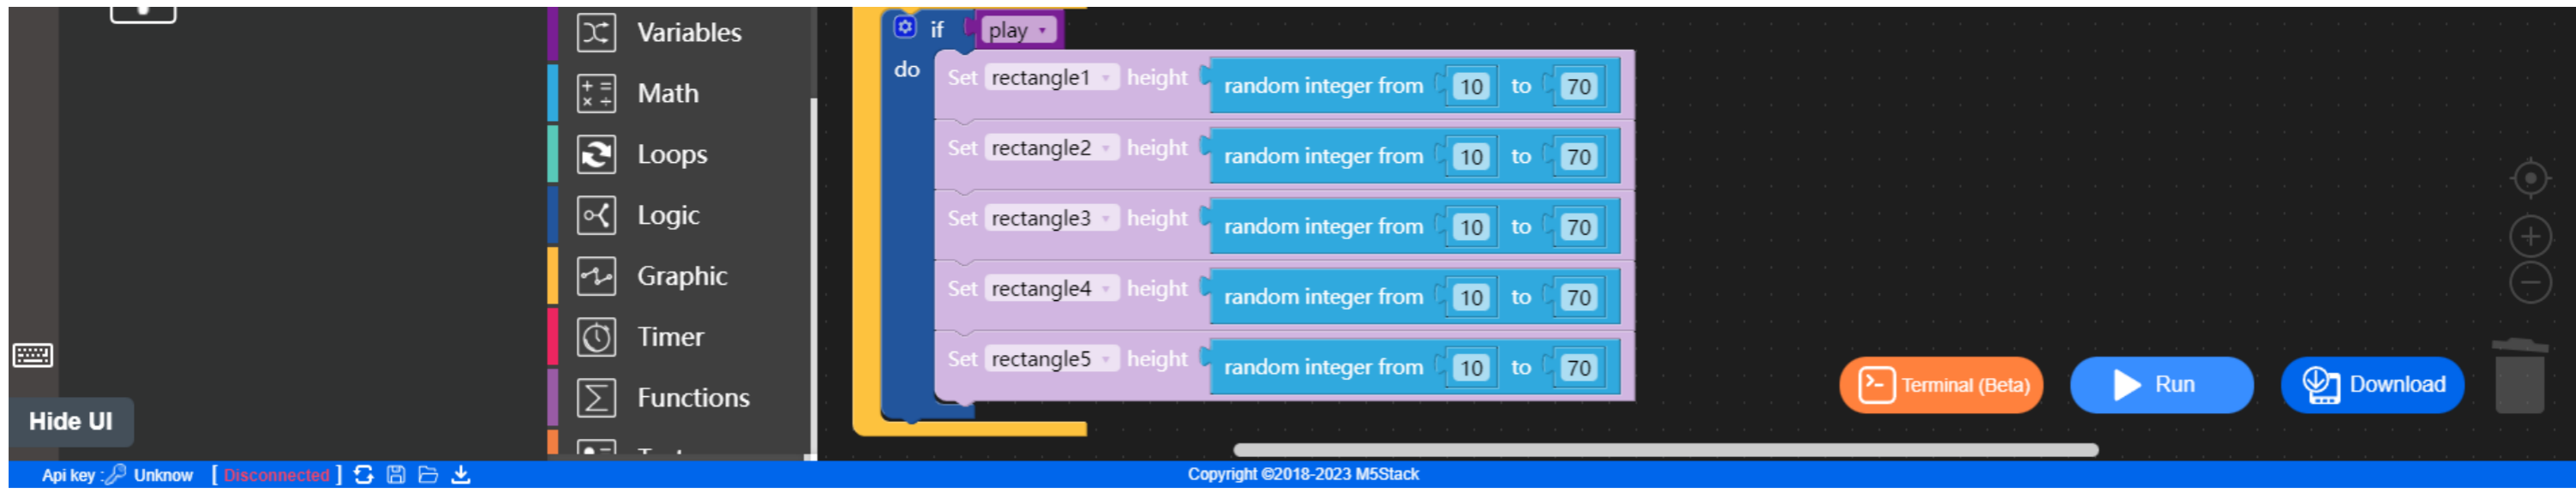 Variables
Math
Loops
Logic
Graphic
Timer
Functions
if play
do Set rectangle1 height random integer from 10 to 70
Set rectangle2 height random integer from 10 to 70
Set rectangle3 height random integer from 10 to 70
Set rectangle4 height random integer from 10 to 70
Set rectangle5 height random integer from 10 to 70
Terminal (Beta) Run Download
Hide UI
Api key : Unknow [ Disconnected ] Copyright ©2018-2023 M5Stack